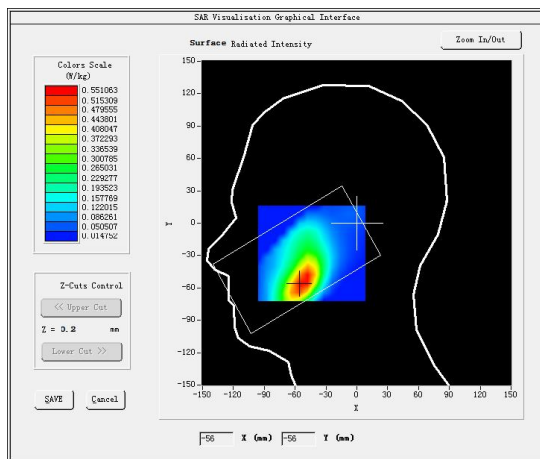 SAR Visualisation Graphical Interface
Surface Radiated Intensity
Zoom In/Out
Colors Scale
(W/kg)
0.551063
0.515309
0.479555
0.443801
0.408047
0.372293
0.336539
0.300785
0.265031
0.229277
0.193523
0.157769
0.122015
0.086261
0.050507
0.014752
Z-Cuts Control
<< Upper Cut
Z = 0.2 mm
Lower Cut >>
SAVE Cancel
150
120
90
60
30
0
-30
-60
-90
-120
-150
Y
-150 -120 -90 -60 -30 0 30 60 90 120 150
X
-56 X (mm) -56 Y (mm)